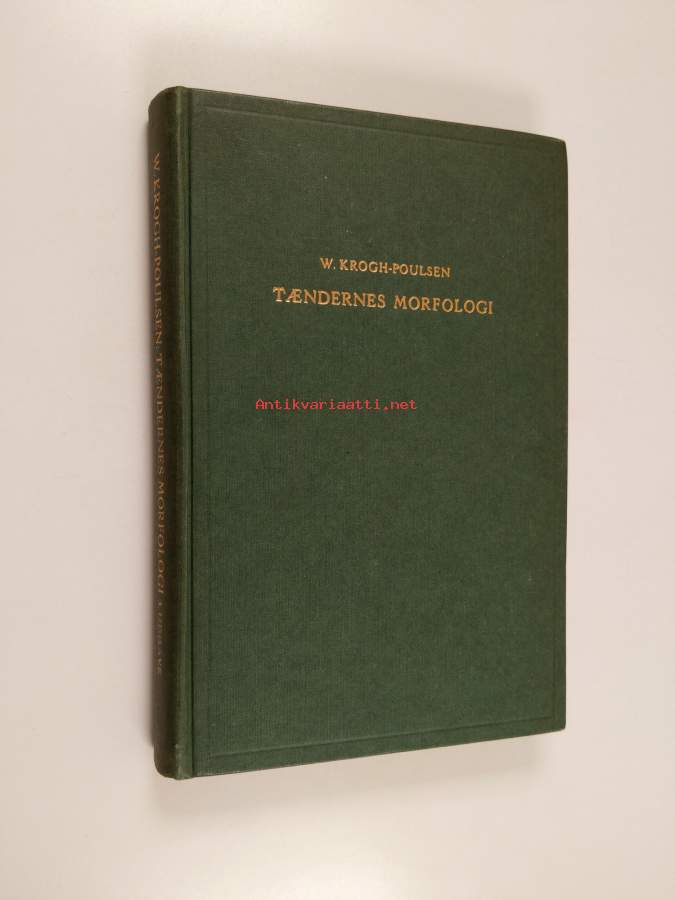 W. KROGH-POULSEN
TÆNDERNES MORFOLOGI
Antikvariaatti.net
W. KROGH-POULSEN: TÆNDERNES MORFOLOGI